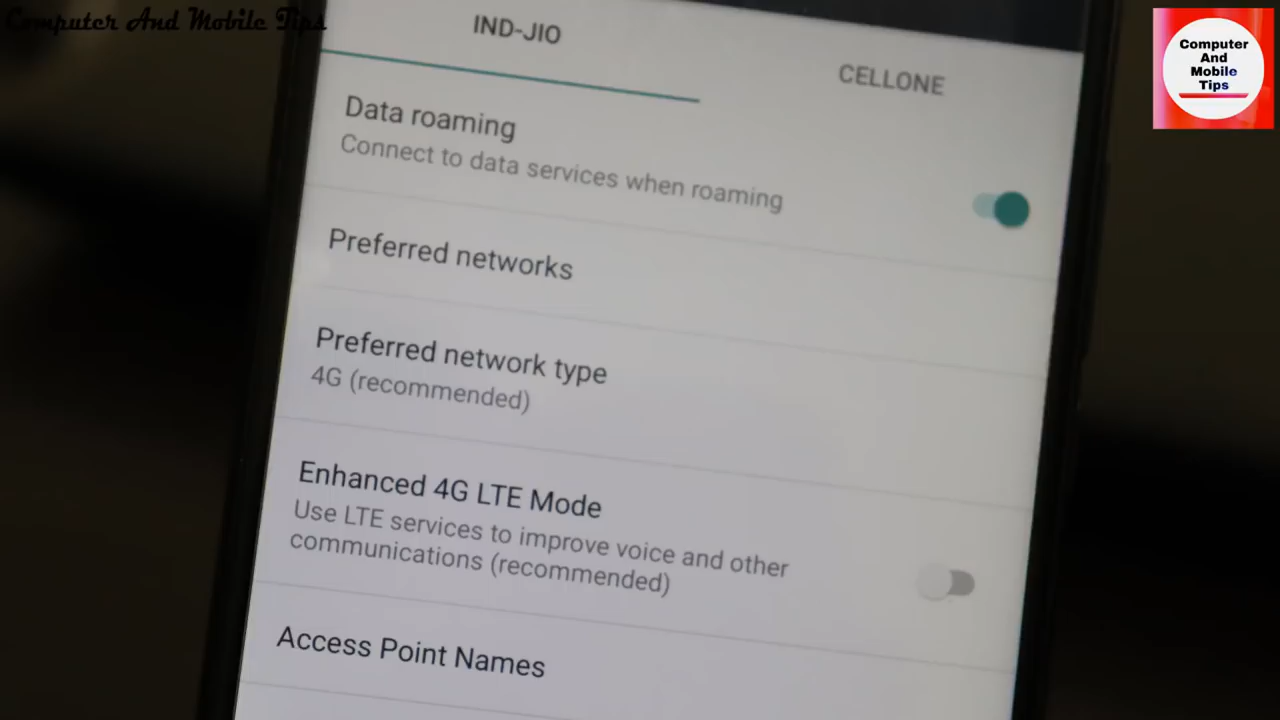 Computer And Mobile Tips
Computer
And
Mobile
Tips
IND-JIO
CELLONE
Data roaming
Connect to data services when roaming
Preferred networks
Preferred network type
4G (recommended)
Enhanced 4G LTE Mode
Use LTE services to improve voice and other
communications (recommended)
Access Point Names